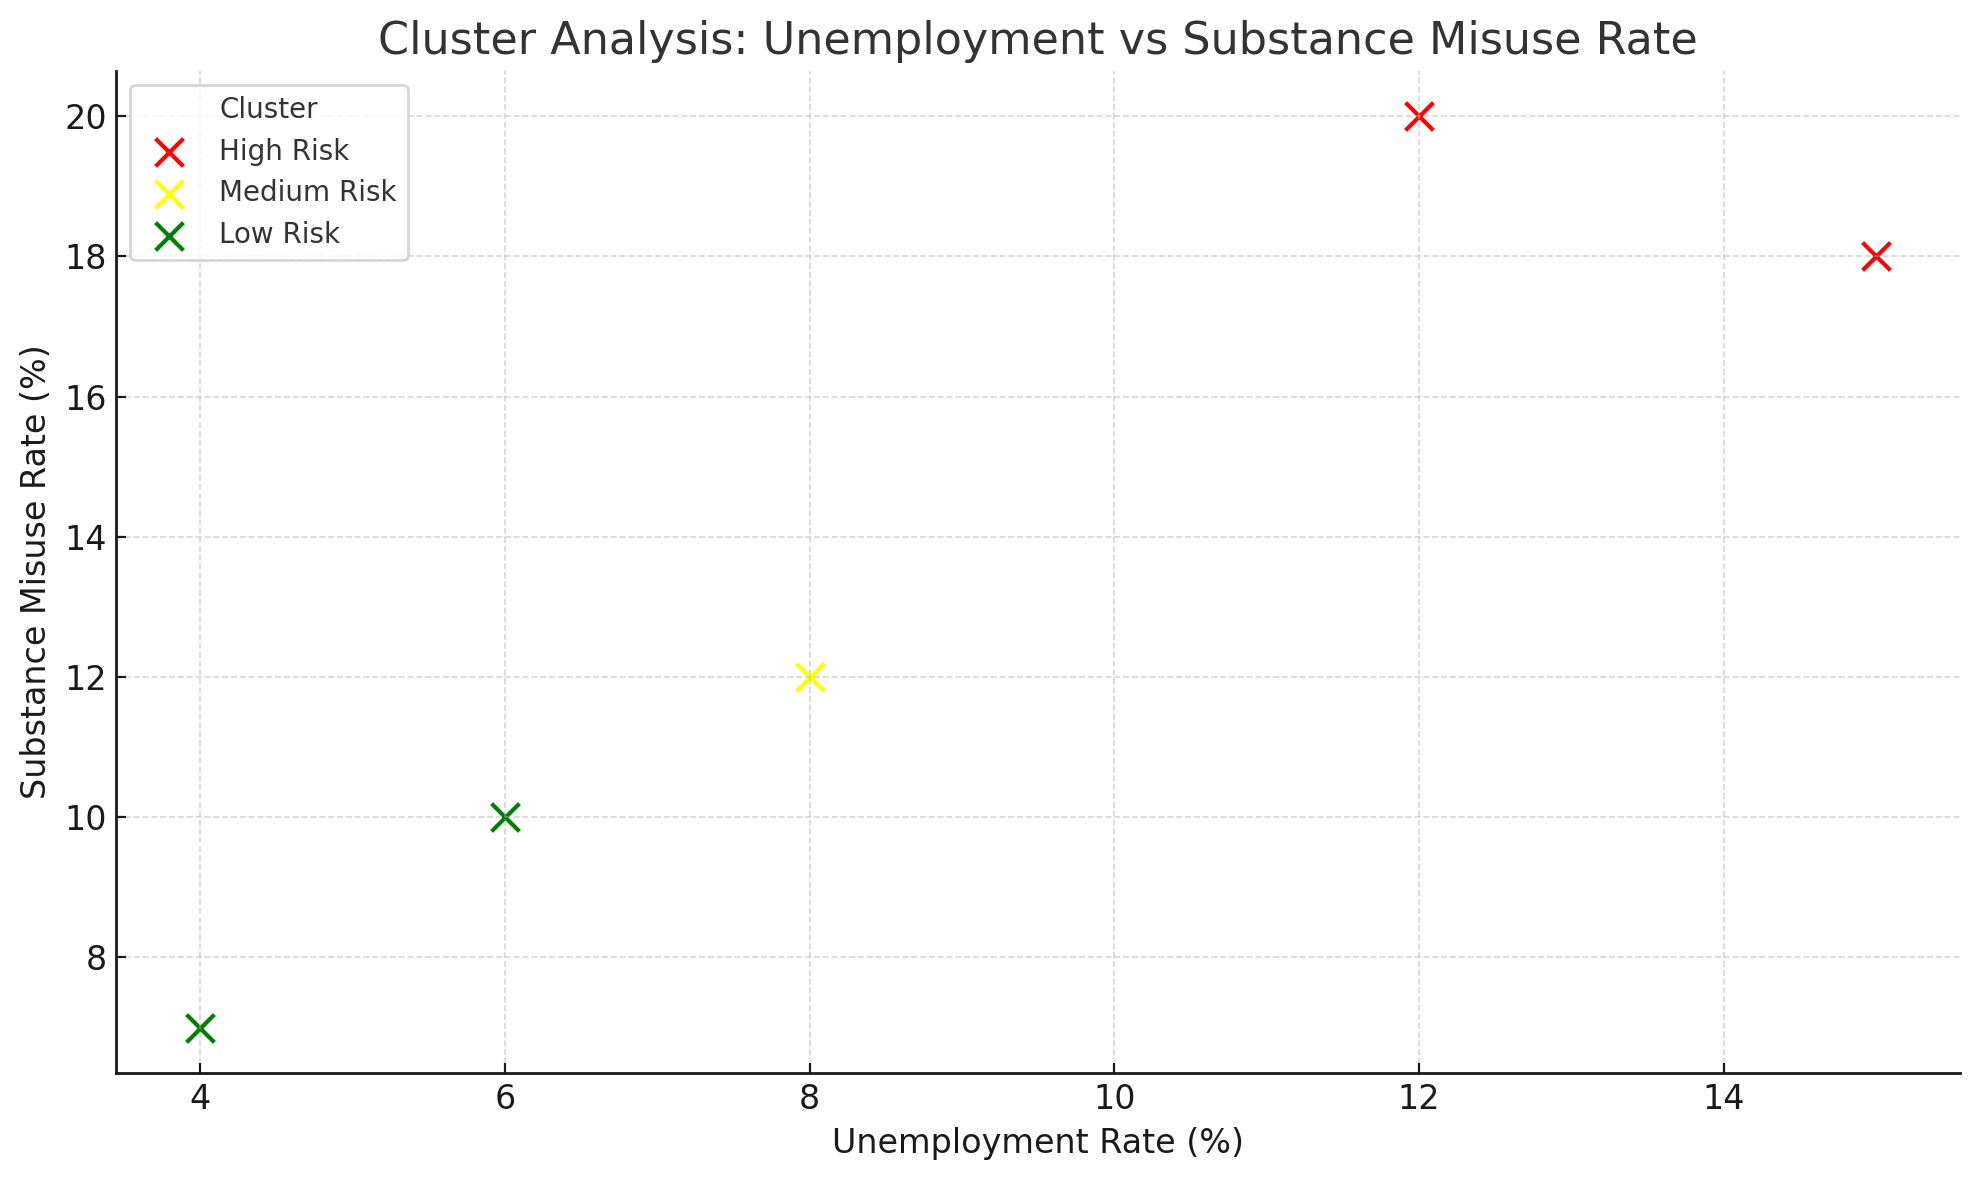 Cluster Analysis: Unemployment vs Substance Misuse Rate
Cluster
High Risk
Medium Risk
Low Risk
Substance Misuse Rate (%)
20
18
16
14
12
10
8
4 6 8 10 12 14
Unemployment Rate (%)